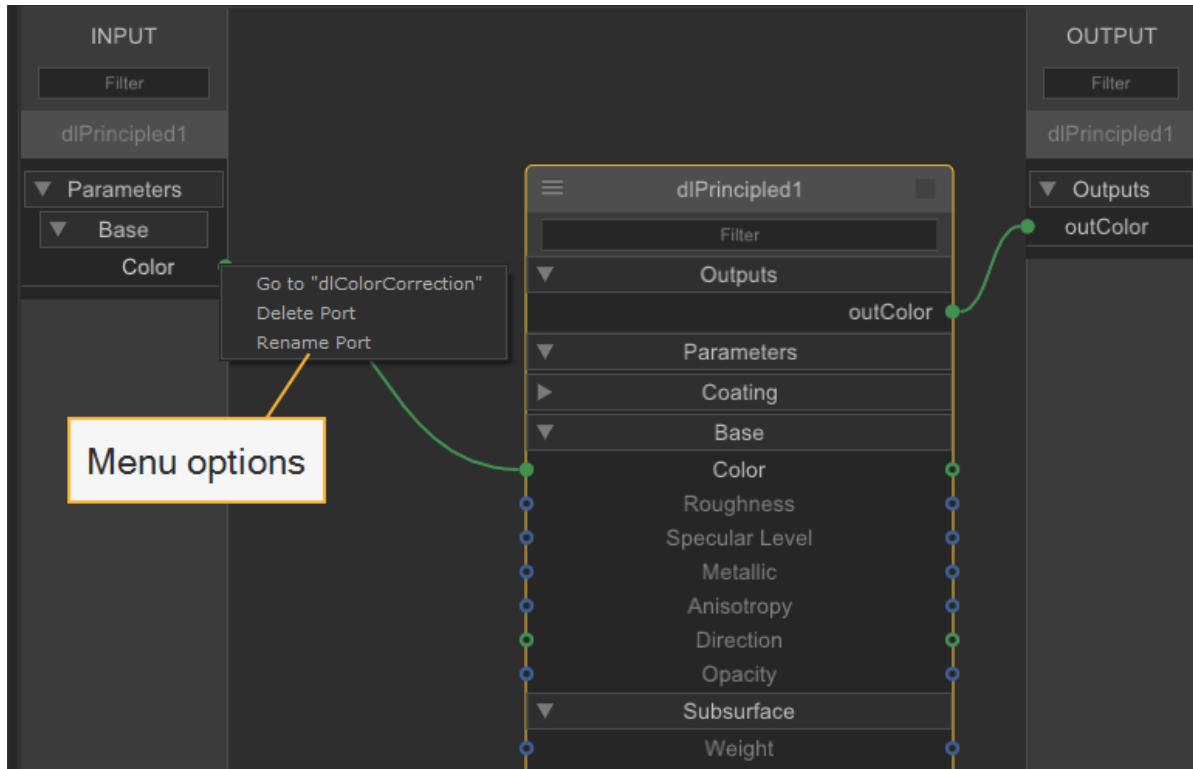 INPUT
Filter
dlPrincipled1
Parameters
Base
Color
Go to "dlColorCorrection"
Delete Port
Rename Port
Menu options
dlPrincipled1
Filter
Outputs
outColor
Parameters
Coating
Base
Color
Roughness
Specular Level
Metallic
Anisotropy
Direction
Opacity
Subsurface
Weight
OUTPUT
Filter
dlPrincipled1
Outputs
outColor